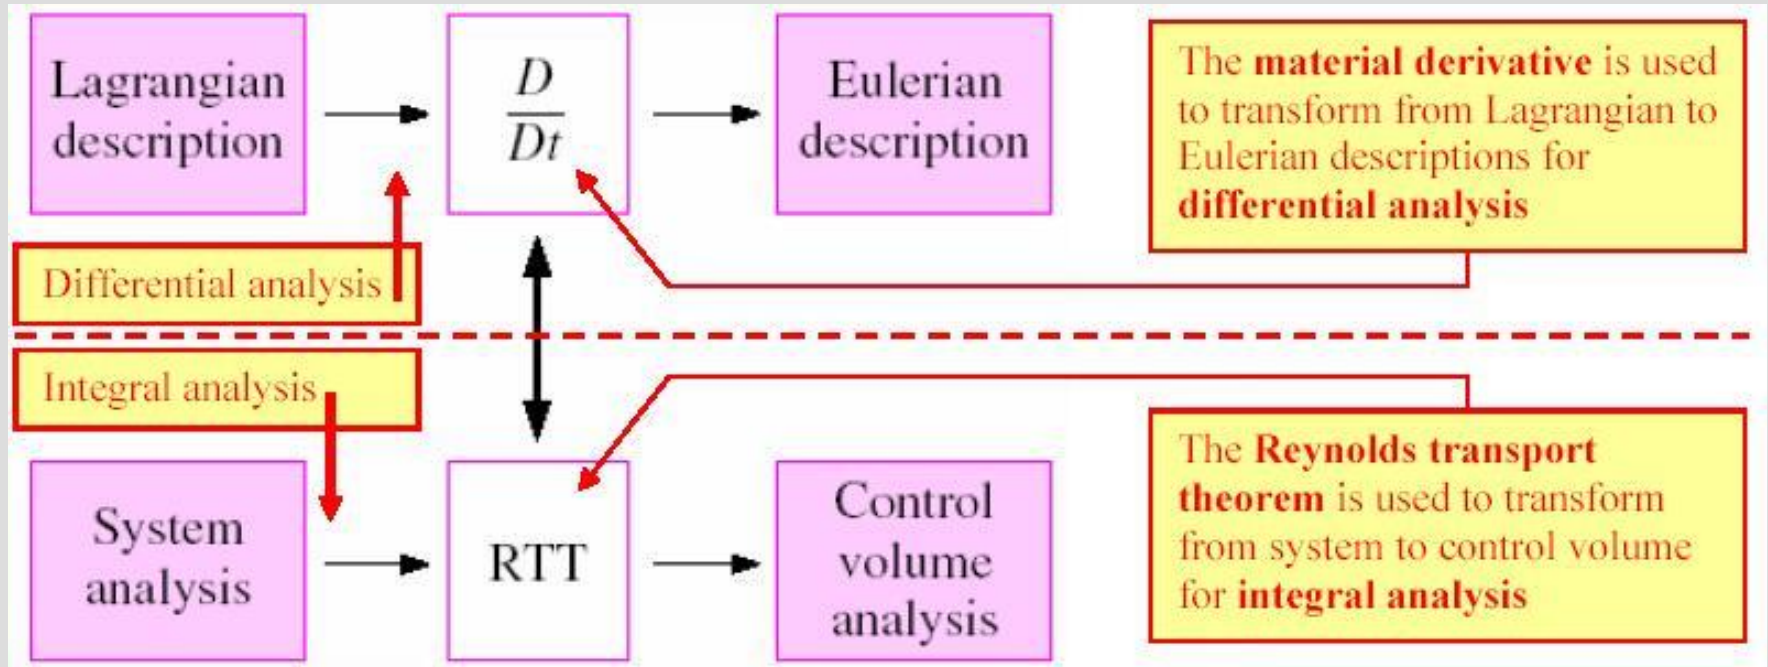 Lagrangian
description
D
Dt
Eulerian
description
The material derivative is used
to transform from Lagrangian to
Eulerian descriptions for
differential analysis
Differential analysis
Integral analysis
System
analysis
RTT
Control
volume
analysis
The Reynolds transport
theorem is used to transform
from system to control volume
for integral analysis